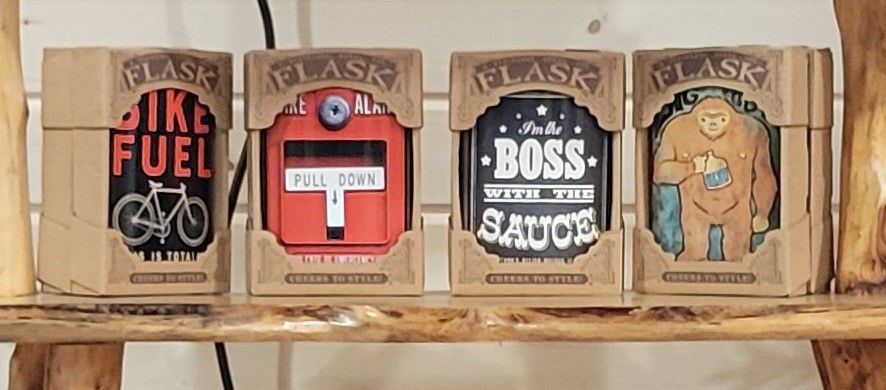 FLASK
BIKE
FUEL
CHEERS TO STYLE!
FLASK
PULL DOWN
CHEERS TO STYLE!
FLASK
I'm the
BOSS
WITH THE
SAUCE
CHEERS TO STYLE!
FLASK
CHEERS TO STYLE!